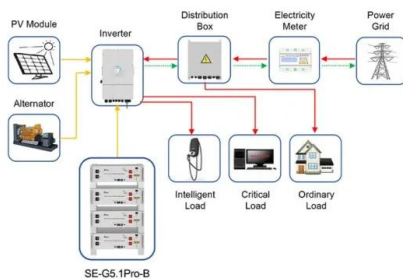 PV Module
Inverter
Distribution
Box
Electricity
Meter
Power
Grid
Alternator
Intelligent
Load
Critical
Load
Ordinary
Load
SE-G5.1Pro-B